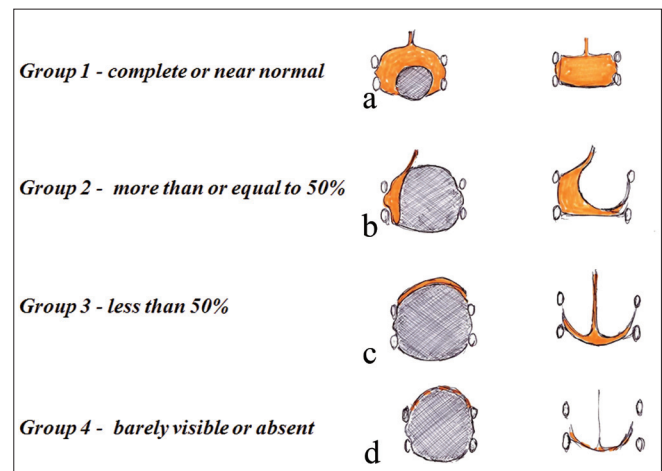 Group 1 - complete or near normal
a
Group 2 - more than or equal to 50%
b
Group 3 - less than 50%
c
Group 4 - barely visible or absent
d